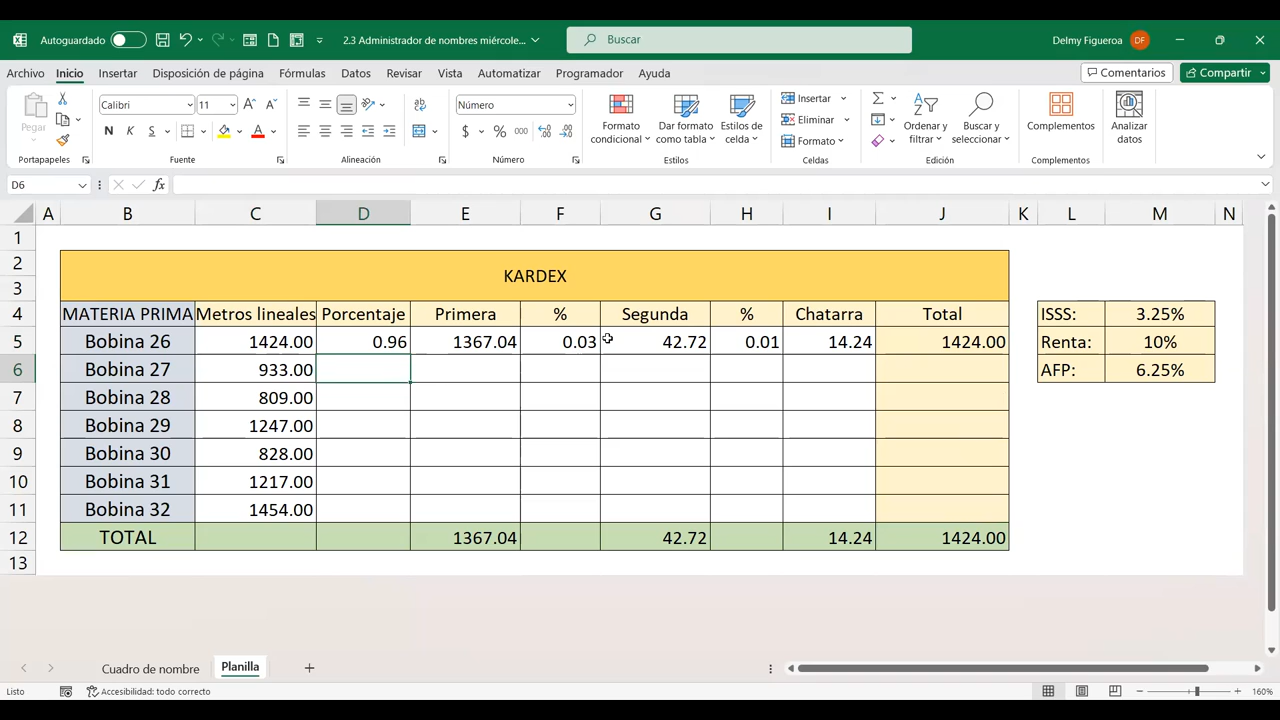 Autoguardado 2.3 Administrador de nombres miércole... Buscar Delmy Figueroa DF
Archivo Inicio Insertar Disposición de página Fórmulas Datos Revisar Vista Automatizar Programador Ayuda Comentarios Compartir
Pegar Calibri 11 Número Formato condicional Dar formato como tabla Estilos de celda Insertar Eliminar Formato Ordenar y filtrar Buscar y seleccionar Complementos Analizar datos
N K S $ % 000
Portapapeles Fuente Alineación Número Estilos Celdas Edición Complementos
D6 fx
A B C D E F G H I J K L M N
1
2
KARDEX
3
4 MATERIA PRIMA Metros lineales Porcentaje Primera % Segunda % Chatarra Total ISSS: 3.25%
5 Bobina 26 1424.00 0.96 1367.04 0.03 42.72 0.01 14.24 1424.00 Renta: 10%
6 Bobina 27 933.00 AFP: 6.25%
7 Bobina 28 809.00
8 Bobina 29 1247.00
9 Bobina 30 828.00
10 Bobina 31 1217.00
11 Bobina 32 1454.00
12 TOTAL 1367.04 42.72 14.24 1424.00
13
Cuadro de nombre Planilla
Listo Accesibilidad: todo correcto 160%